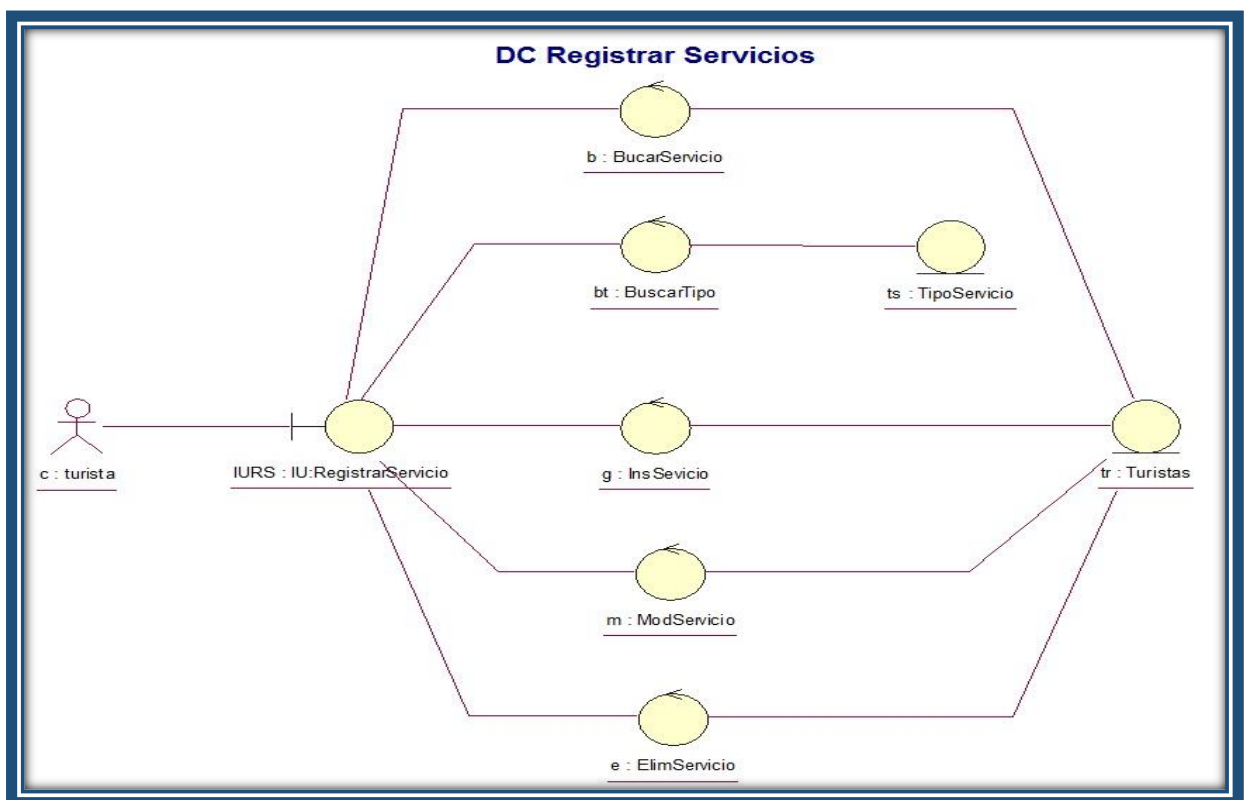 DC Registrar Servicios
b : BucarServicio
bt : BuscarTipo
ts : TipoServicio
c : turista
IURS : IU:RegistrarServicio
g : InsSevicio
tr : Turistas
m : ModServicio
e : ElimServicio